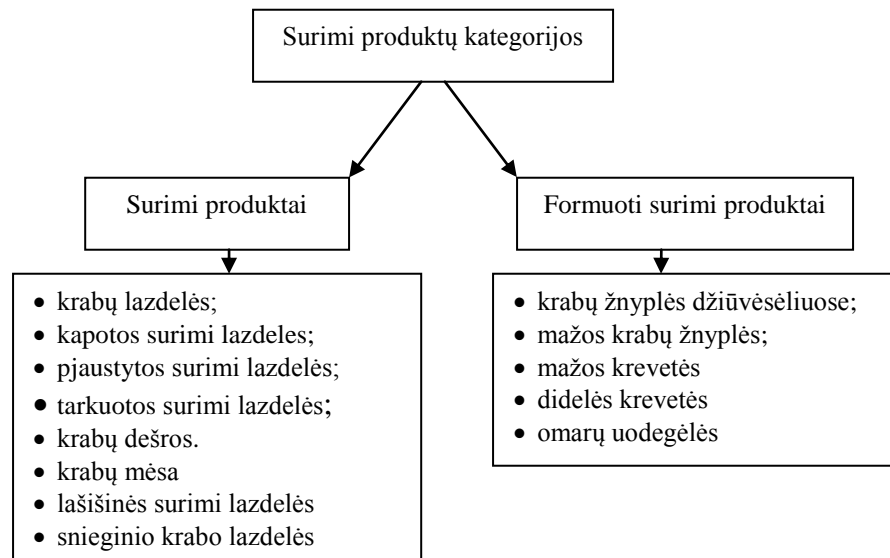 Surimi produktų kategorijos
Surimi produktai
Formuoti surimi produktai
• krabų lazdelės;
• kapotos surimi lazdeles;
• pjaustytos surimi lazdelės;
• tarkuotos surimi lazdelės;
• krabų dešros.
• krabų mėsa
• lašišinės surimi lazdelės
• snieginio krabo lazdelės
• krabų žnyplės džiūvėsėliuose;
• mažos krabų žnyplės;
• mažos krevetės
• didelės krevetės
• omarų uodegėlės